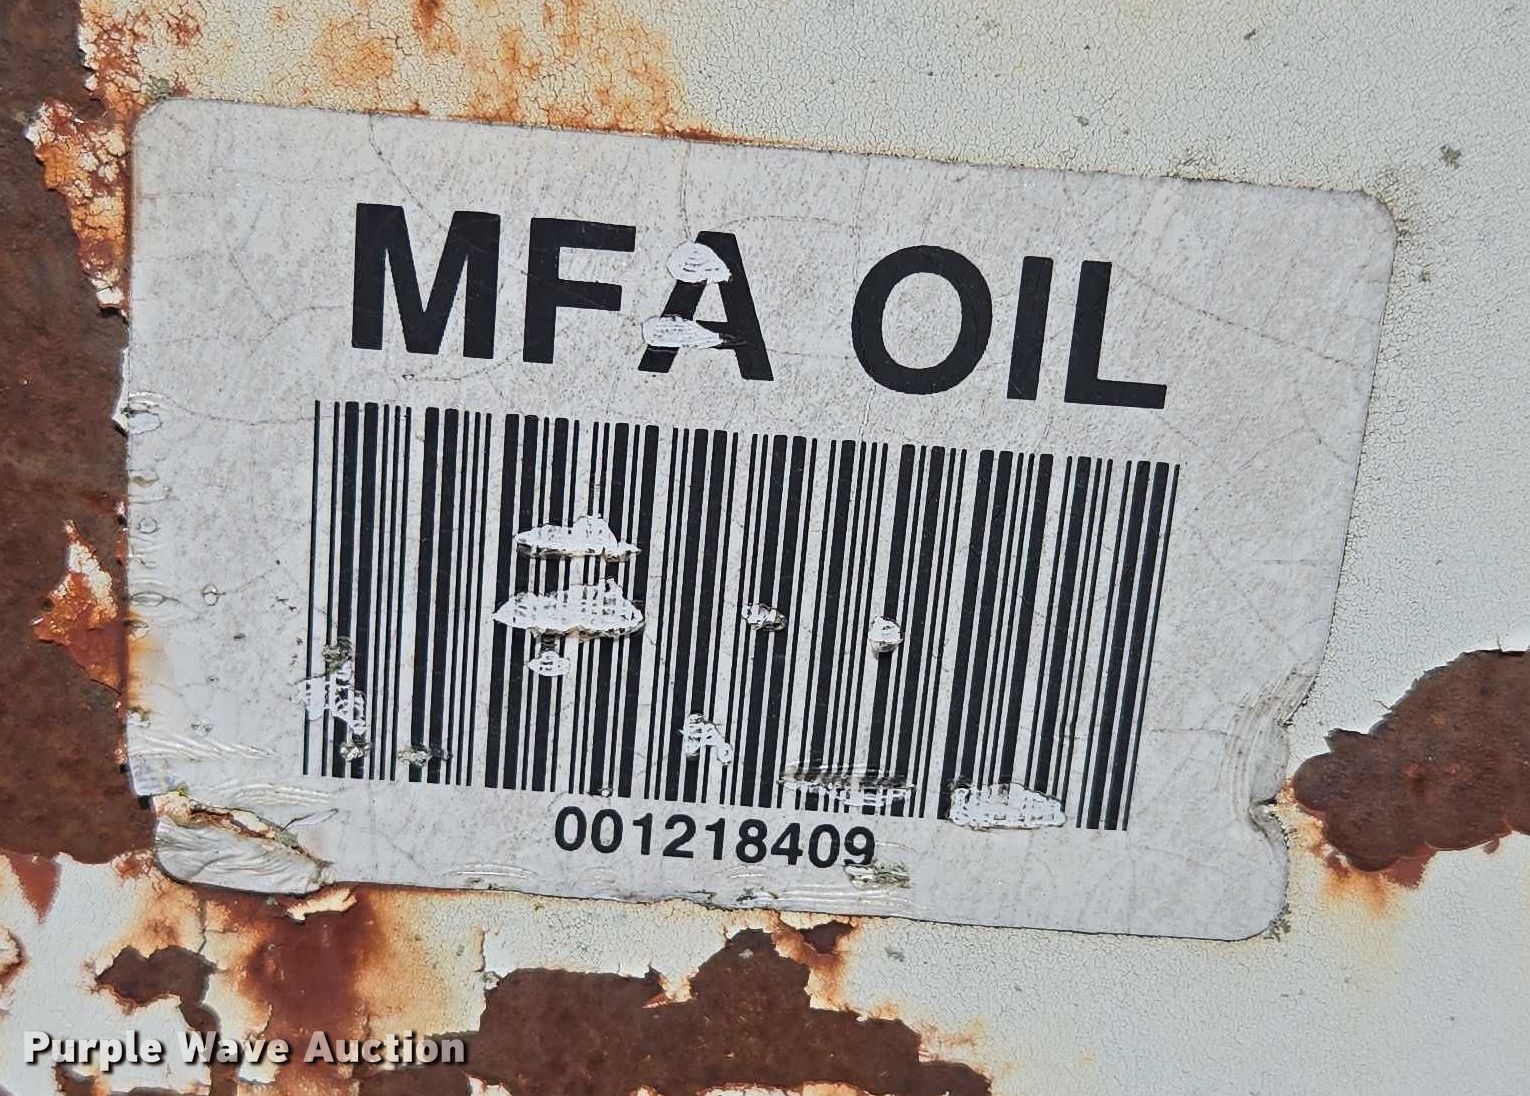 MFA OIL
001218409
Purple Wave Auction